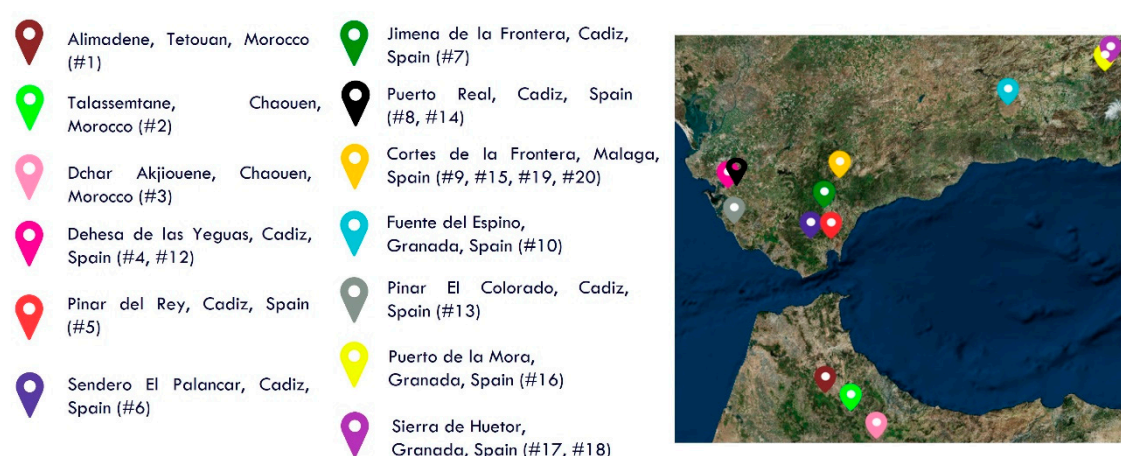 Alimadene, Tetouan, Morocco
(#1)
Talassemtane, Chaouen,
Morocco (#2)
Dchar Akjiouene, Chaouen,
Morocco (#3)
Dehesa de las Yeguas, Cadiz,
Spain (#4, #12)
Pinar del Rey, Cadiz, Spain
(#5)
Sendero El Palancar, Cadiz,
Spain (#6)
Jimena de la Frontera, Cadiz,
Spain (#7)
Puerto Real, Cadiz, Spain
(#8, #14)
Cortes de la Frontera, Malaga,
Spain (#9, #15, #19, #20)
Fuente del Espino,
Granada, Spain (#10)
Pinar El Colorado, Cadiz,
Spain (#13)
Puerto de la Mora,
Granada, Spain (#16)
Sierra de Huetor,
Granada, Spain (#17, #18)